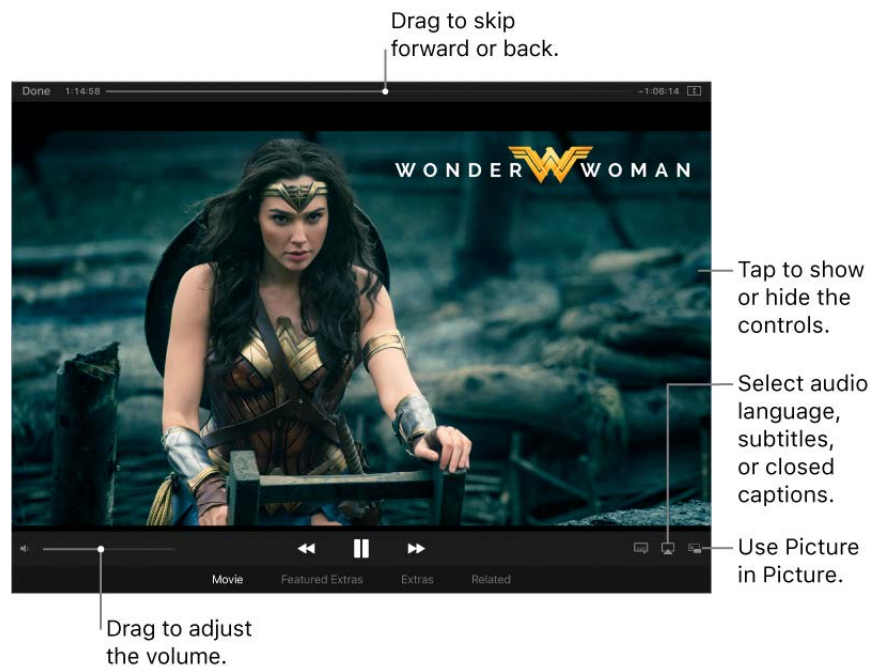 Drag to skip
forward or back.
Done 1:14:58 -1:06:14
WONDER WOMAN
Tap to show
or hide the
controls.
Select audio
language,
subtitles,
or closed
captions.
Use Picture
in Picture.
Movie Featured Extras Extras Related
Drag to adjust
the volume.